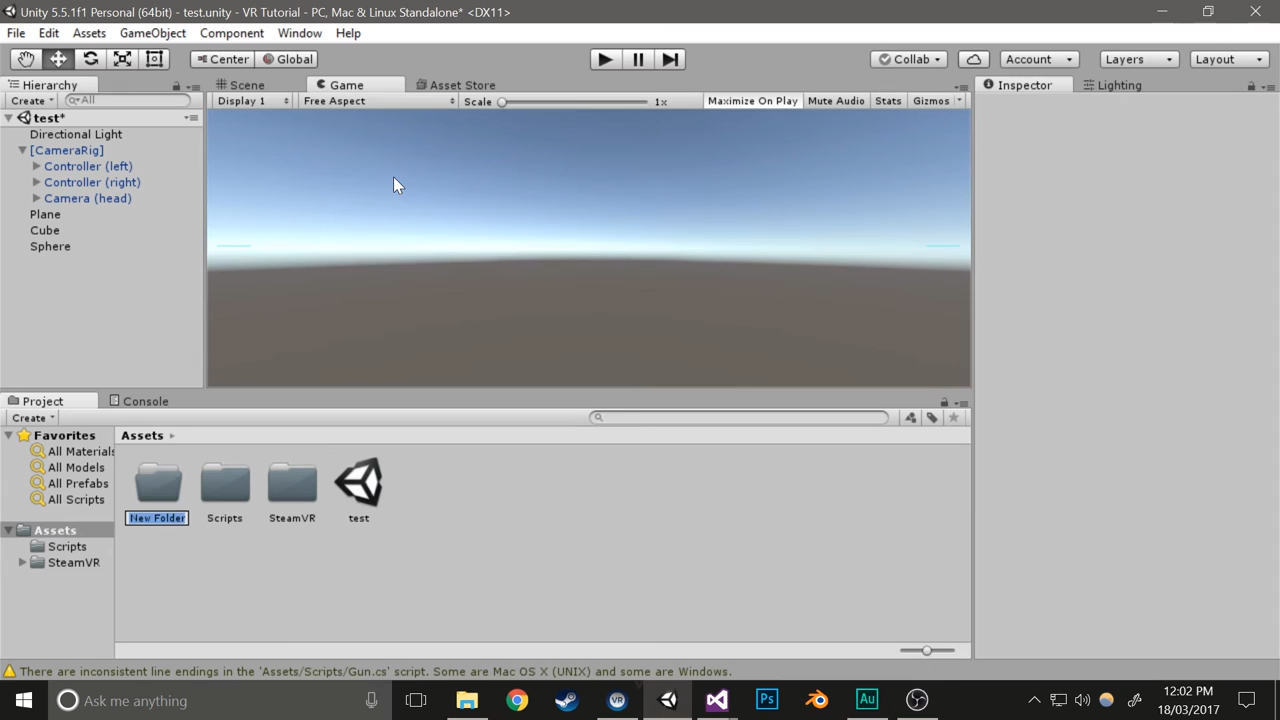 Unity 5.5.1f1 Personal (64bit) - test.unity - VR Tutorial - PC, Mac & Linux Standalone* <DX11>
File Edit Assets GameObject Component Window Help
Center Global Collab Account Layers Layout
Hierarchy Scene Game Asset Store Inspector Lighting
Create All Display 1 Free Aspect Scale 1x Maximize On Play Mute Audio Stats Gizmos
test*
Directional Light
[CameraRig]
Controller (left)
Controller (right)
Camera (head)
Plane
Cube
Sphere
Project Console
Create
Favorites Assets
All Materials
All Models
All Prefabs
All Scripts
New Folder Scripts SteamVR test
Assets
Scripts
SteamVR
There are inconsistent line endings in the 'Assets/Scripts/Gun.cs' script. Some are Mac OS X (UNIX) and some are Windows.
Ask me anything
VR Ps Au
12:02 PM
18/03/2017